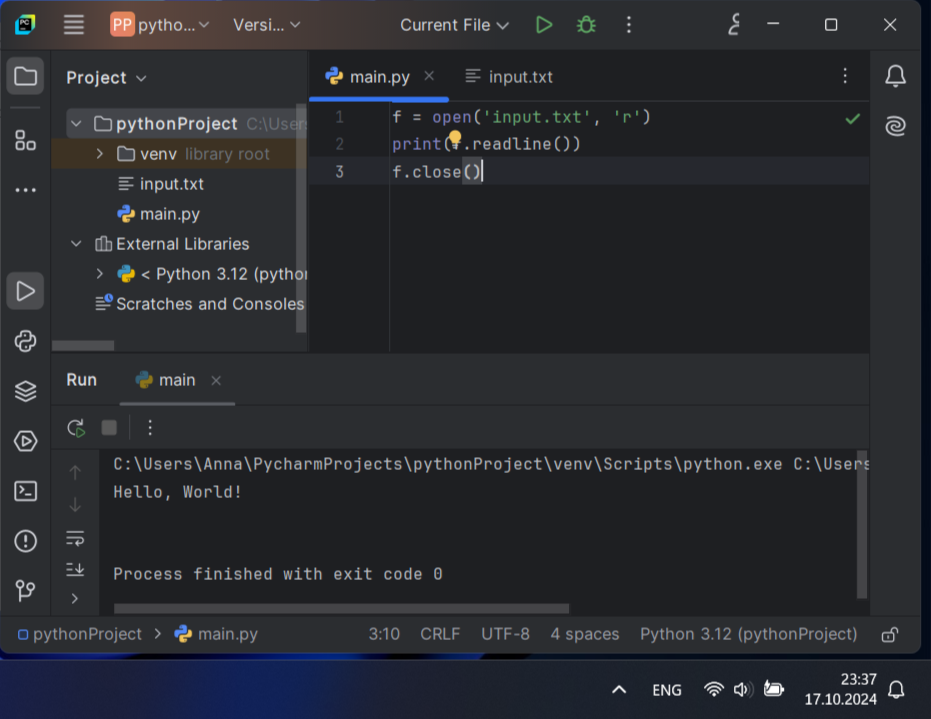 PC
PP pytho... Versi... Current File
Project
main.py
input.txt
pythonProject C:\User
venv library root
input.txt
main.py
External Libraries
< Python 3.12 (pytho
Scratches and Consoles
1 f = open('input.txt', 'r')
2 print(f.readline())
3 f.close()
Run main
C:\Users\Anna\PycharmProjects\pythonProject\venv\Scripts\python.exe C:\Users
Hello, World!
Process finished with exit code 0
pythonProject > main.py 3:10 CRLF UTF-8 4 spaces Python 3.12 (pythonProject)
ENG
23:37
17.10.2024